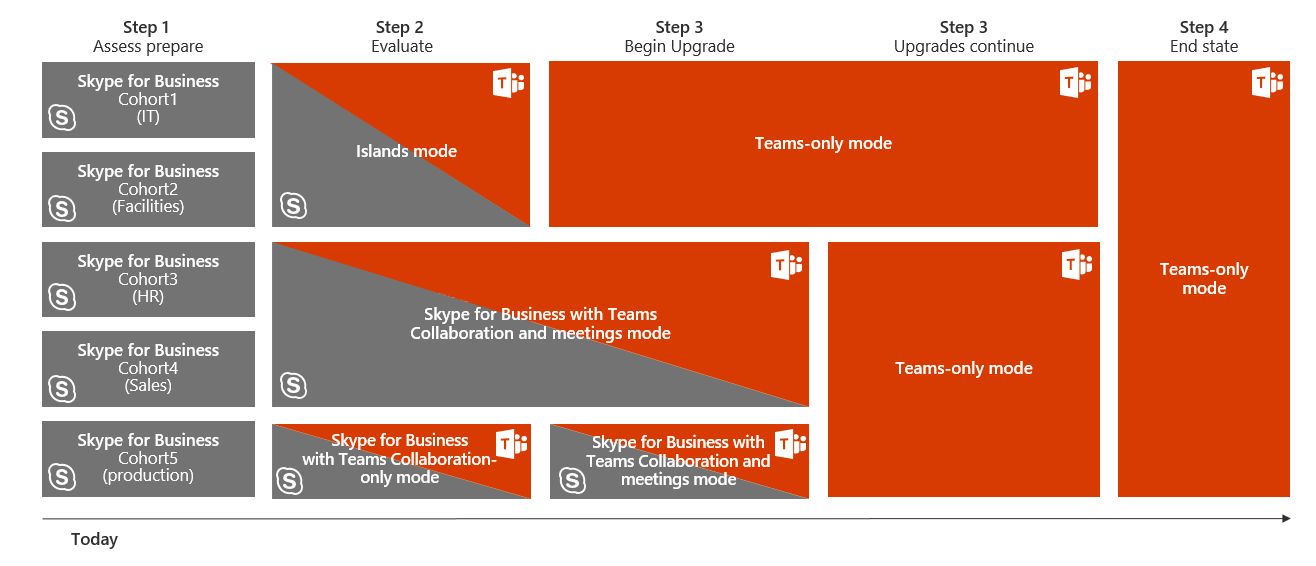 Step 1
Assess prepare
Step 2
Evaluate
Step 3
Begin Upgrade
Step 3
Upgrades continue
Step 4
End state
Skype for Business
Cohort1
(IT)
S
Skype for Business
Cohort2
(Facilities)
S
Skype for Business
Cohort3
(HR)
S
Skype for Business
Cohort4
(Sales)
S
Skype for Business
Cohort5
(production)
S
T
Islands mode
S
T
Teams-only mode
T
Skype for Business with Teams
Collaboration and meetings mode
S
T
Skype for Business
with Teams Collaboration-
only mode
S
T
Skype for Business with
Teams Collaboration and
meetings mode
S
T
Teams-only mode
T
Teams-only
mode
Today